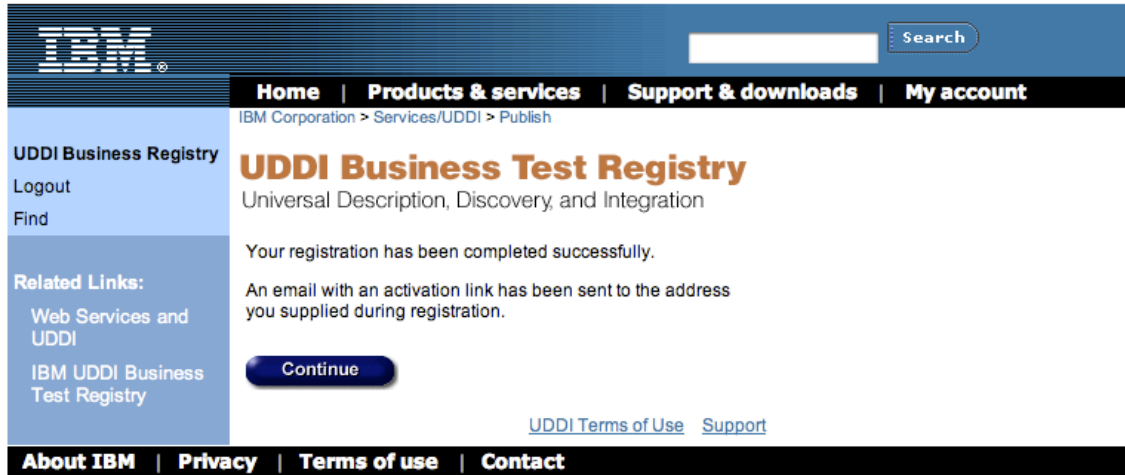 IBM®
Search
Home | Products & services | Support & downloads | My account
IBM Corporation > Services/UDDI > Publish
UDDI Business Registry
Logout
Find
Related Links:
Web Services and
UDDI
IBM UDDI Business
Test Registry
UDDI Business Test Registry
Universal Description, Discovery, and Integration
Your registration has been completed successfully.
An email with an activation link has been sent to the address
you supplied during registration.
Continue
UDDI Terms of Use Support
About IBM | Privacy | Terms of use | Contact